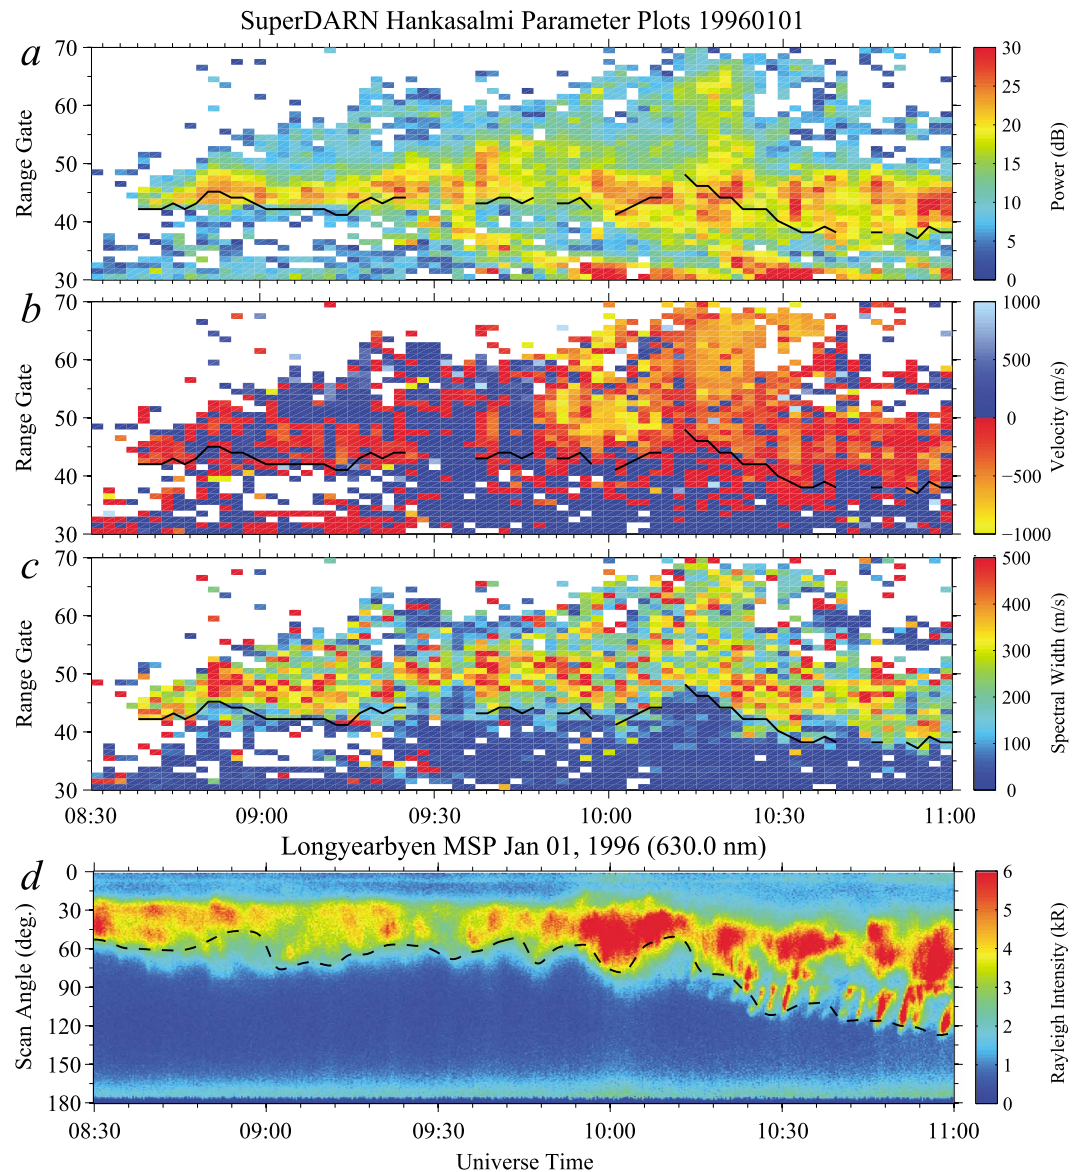 SuperDARN Hankasalmi Parameter Plots 19960101
a
70
60
50
40
30
Range Gate
30
25
20
15
10
5
0
Power (dB)
b
70
60
50
40
30
Range Gate
1000
500
0
−500
−1000
Velocity (m/s)
c
70
60
50
40
30
Range Gate
500
400
300
200
100
0
Spectral Width (m/s)
08:30 09:00 09:30 10:00 10:30 11:00
Longyearbyen MSP Jan 01, 1996 (630.0 nm)
d
0
30
60
90
120
150
180
Scan Angle (deg.)
6
5
4
3
2
1
0
Rayleigh Intensity (kR)
08:30 09:00 09:30 10:00 10:30 11:00
Universe Time